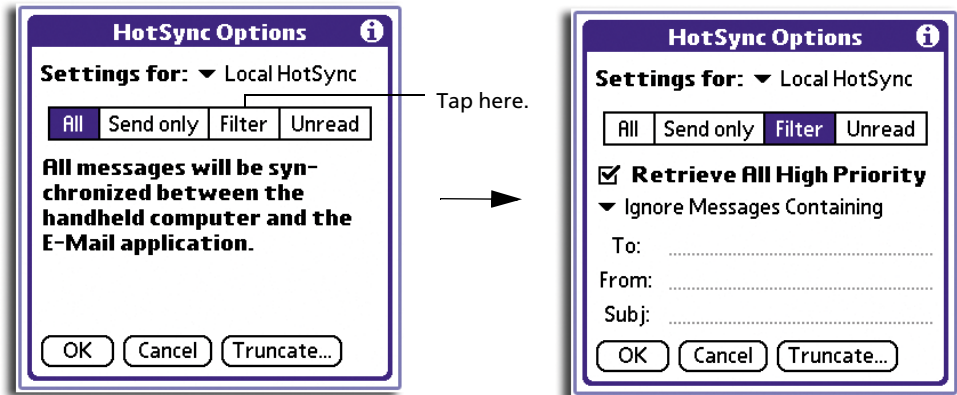 HotSync Options
Settings for: Local HotSync
All Send only Filter Unread
Tap here.
All messages will be syn-
chronized between the
handheld computer and the
E-Mail application.
OK Cancel Truncate...
HotSync Options
Settings for: Local HotSync
All Send only Filter Unread
Retrieve All High Priority
Ignore Messages Containing
To:
From:
Subj:
OK Cancel Truncate...